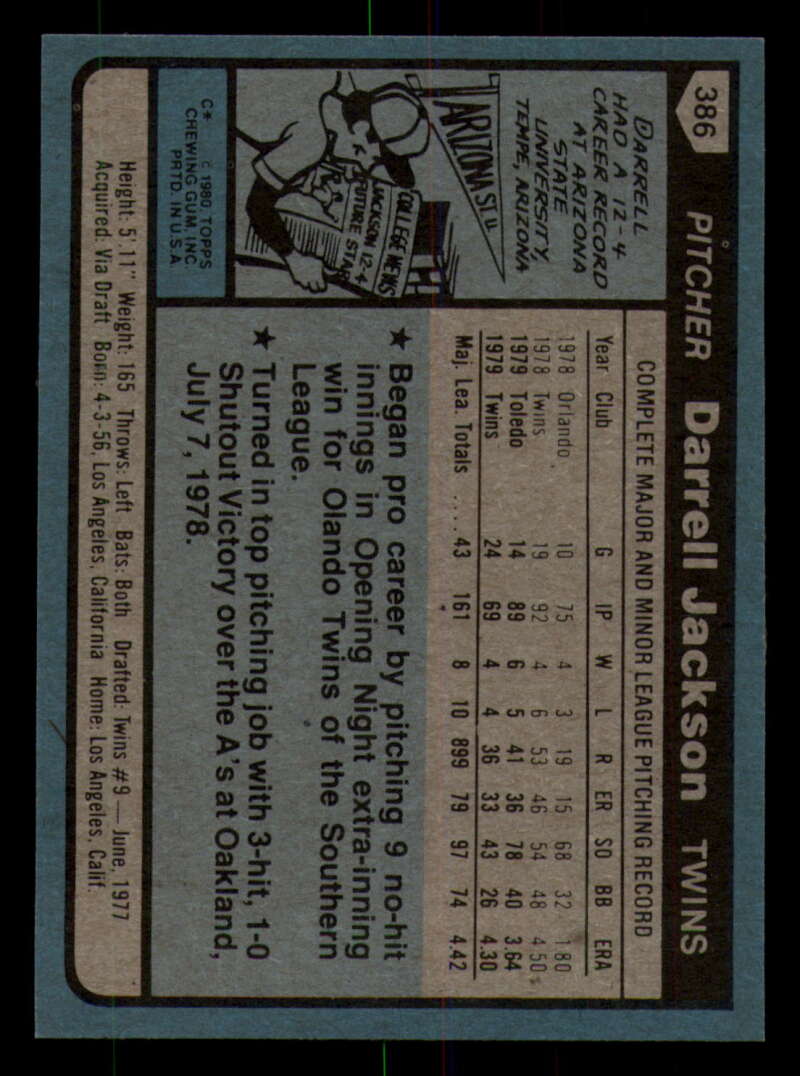 386 PITCHER Darrell Jackson TWINS
DARRELL
HAD A 12-4
CAREER RECORD
AT ARIZONA
STATE
UNIVERSITY,
TEMPE, ARIZONA
ARIZONA ST. U.
COLLEGE NEWS
JACKSON 12-4
FUTURE STAR
C* © 1980 TOPPS
CHEWING GUM, INC.
PRTD. IN U.S.A.
COMPLETE MAJOR AND MINOR LEAGUE PITCHING RECORD
Year Club G IP W L R ER SO BB ERA
1978 Orlando 10 75 4 3 19 15 68 32 1.80
1978 Twins 19 92 4 6 53 46 54 48 4.50
1979 Toledo 14 89 6 5 41 36 78 40 3.64
1979 Twins 24 69 4 4 36 33 43 26 4.30
Maj. Lea. Totals .... 43 161 8 10 899 79 97 74 4.42
★ Began pro career by pitching 9 no-hit
innings in Opening Night extra-inning
win for Olando Twins of the Southern
League.
★ Turned in top pitching job with 3-hit, 1-0
Shutout Victory over the A's at Oakland,
July 7, 1978.
Height: 5'.11" Weight: 165 Throws: Left Bats: Both Drafted: Twins #9 — June, 1977
Acquired: Via Draft Born: 4-3-56, Los Angeles, California Home: Los Angeles, Calif.